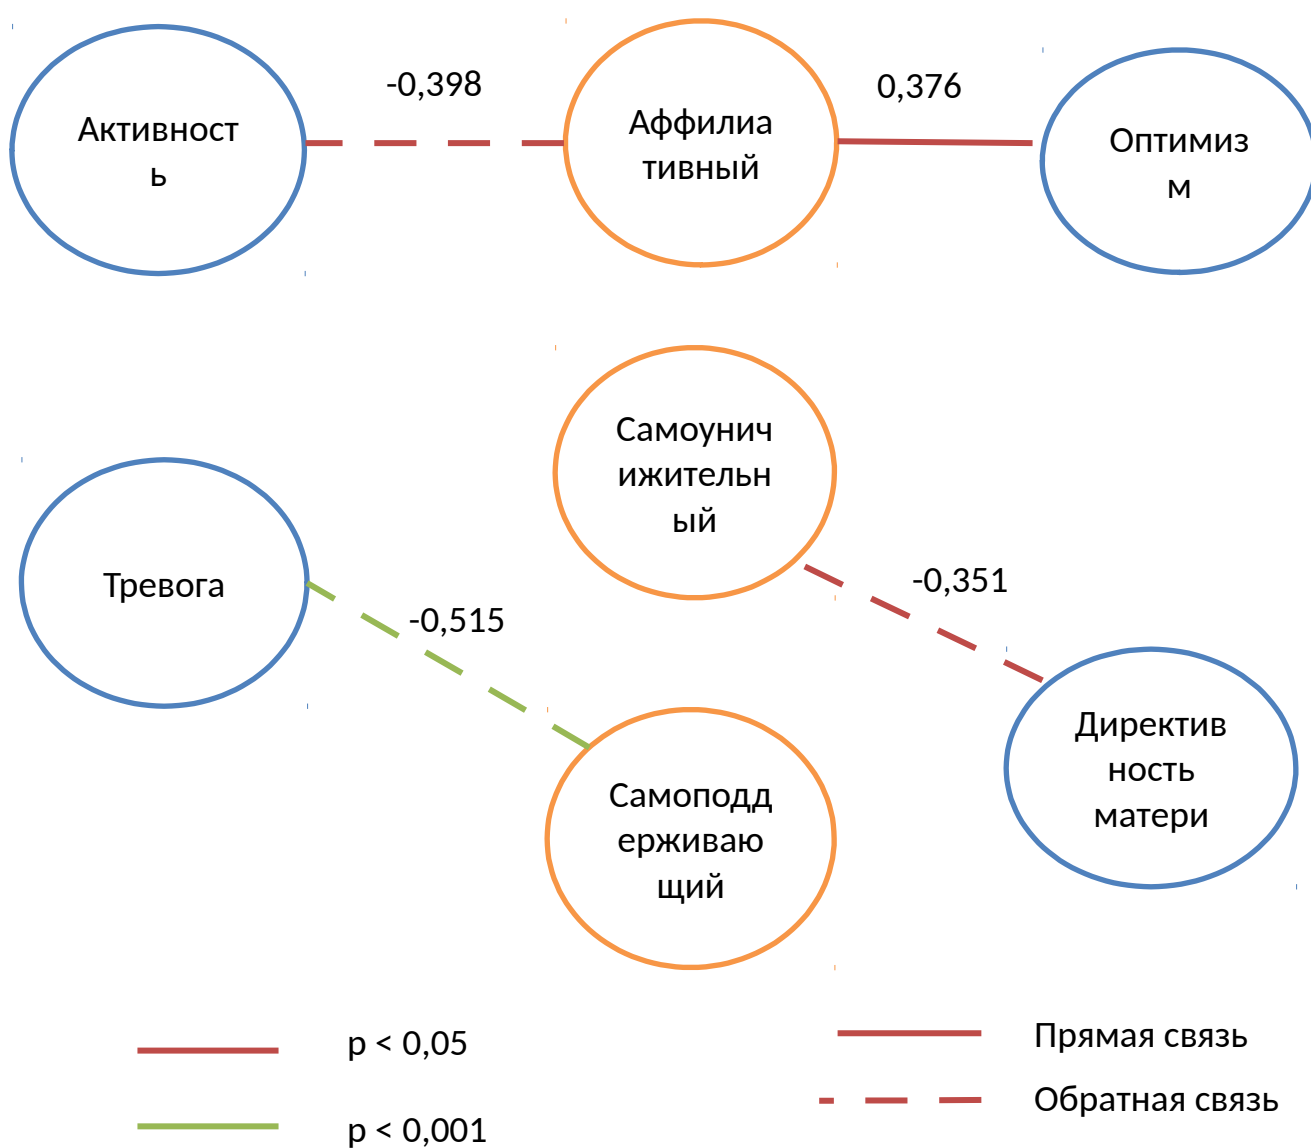 -0,398
0,376
Активност
ь
Аффилиа
тивный
Оптимиз
м
Самоунич
ижительн
ый
Тревога
-0,515
-0,351
Директив
ность
матери
Самоподд
ерживаю
щий
p < 0,05
Прямая связь
Обратная связь
p < 0,001